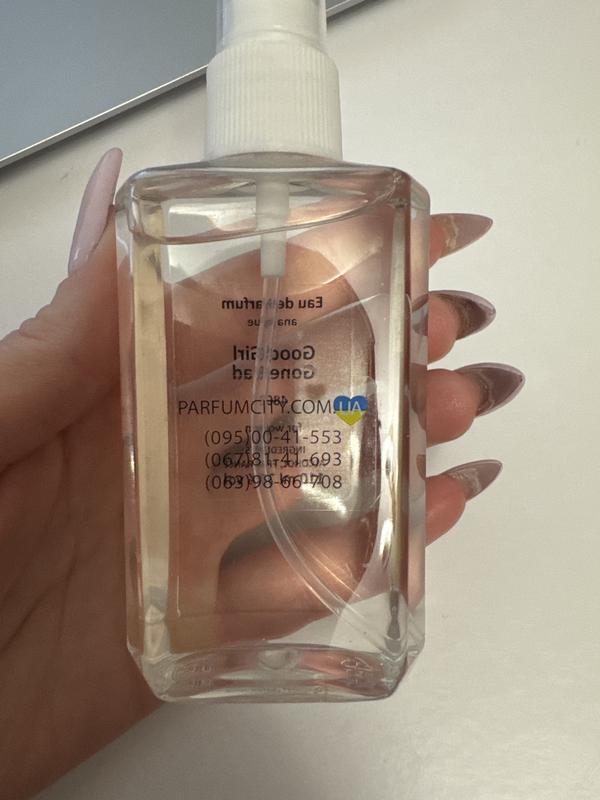 Eau de Parfum
analogue
Good Girl
Gone Bad
PARFUMCITY.COM.UA
(095)00-41-553
(067)81-41-693
(063)98-66-708